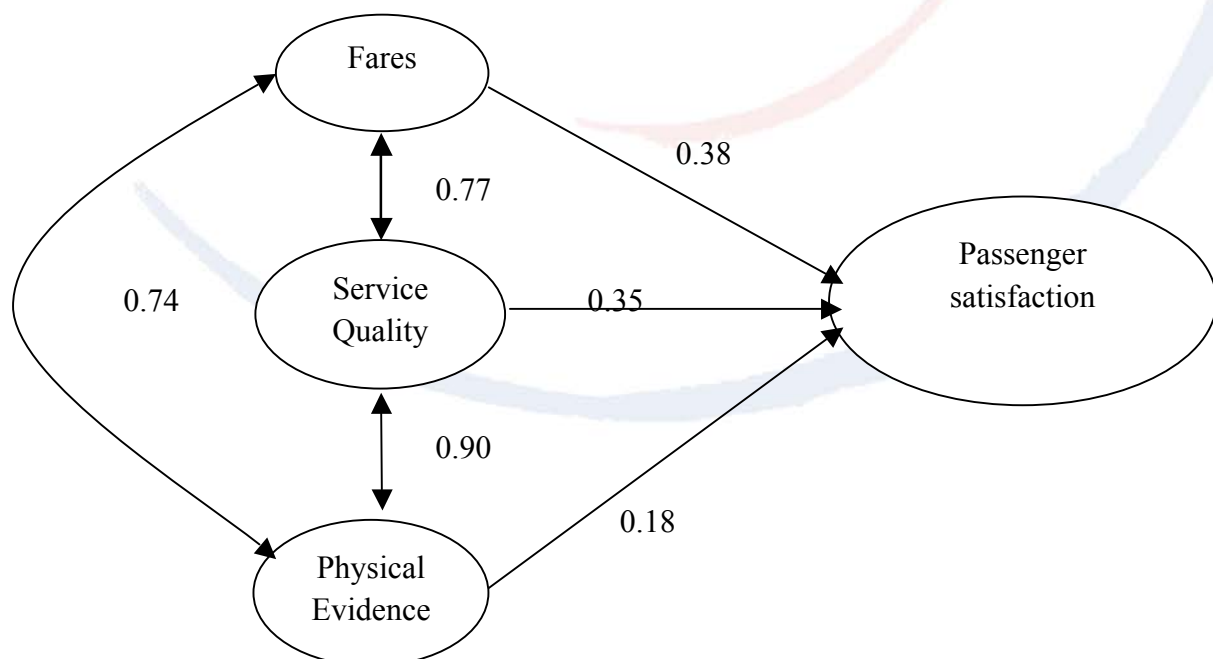 Fares
0.38
0.77
Passenger
satisfaction
Service
Quality
0.74
0.35
0.90
0.18
Physical
Evidence